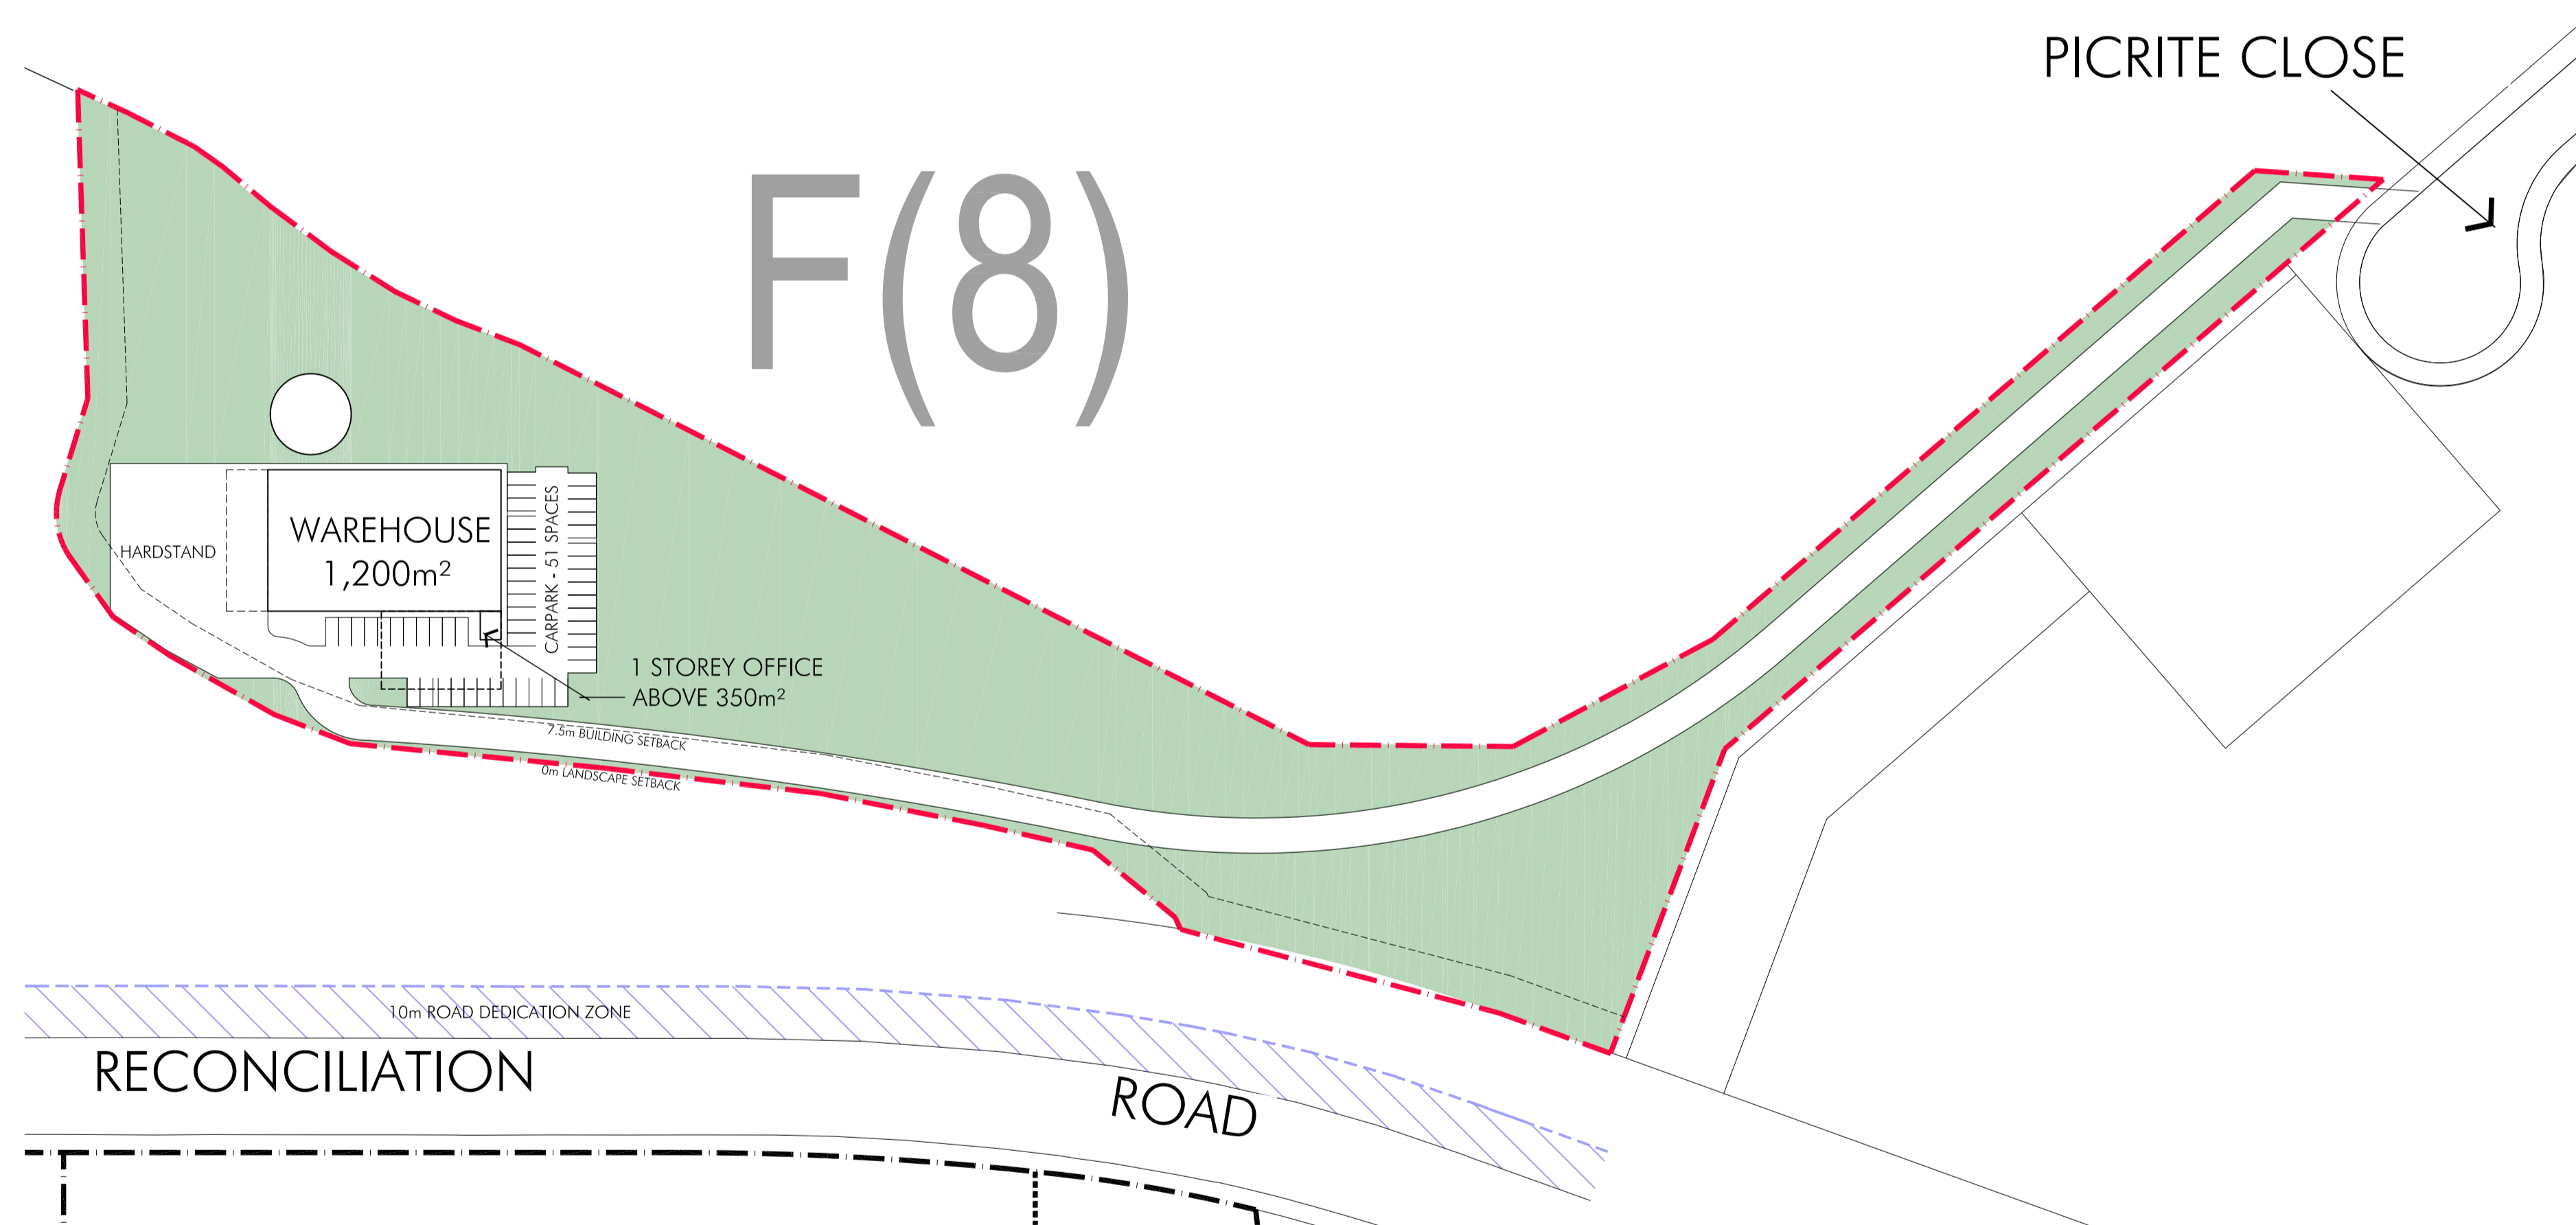 PICRITE CLOSE
F(8)
WAREHOUSE
1,200m²
HARDSTAND
CARPARK - 51 SPACES
1 STOREY OFFICE
ABOVE 350m²
7.5m BUILDING SETBACK
0m LANDSCAPE SETBACK
10m ROAD DEDICATION ZONE
RECONCILIATION
ROAD